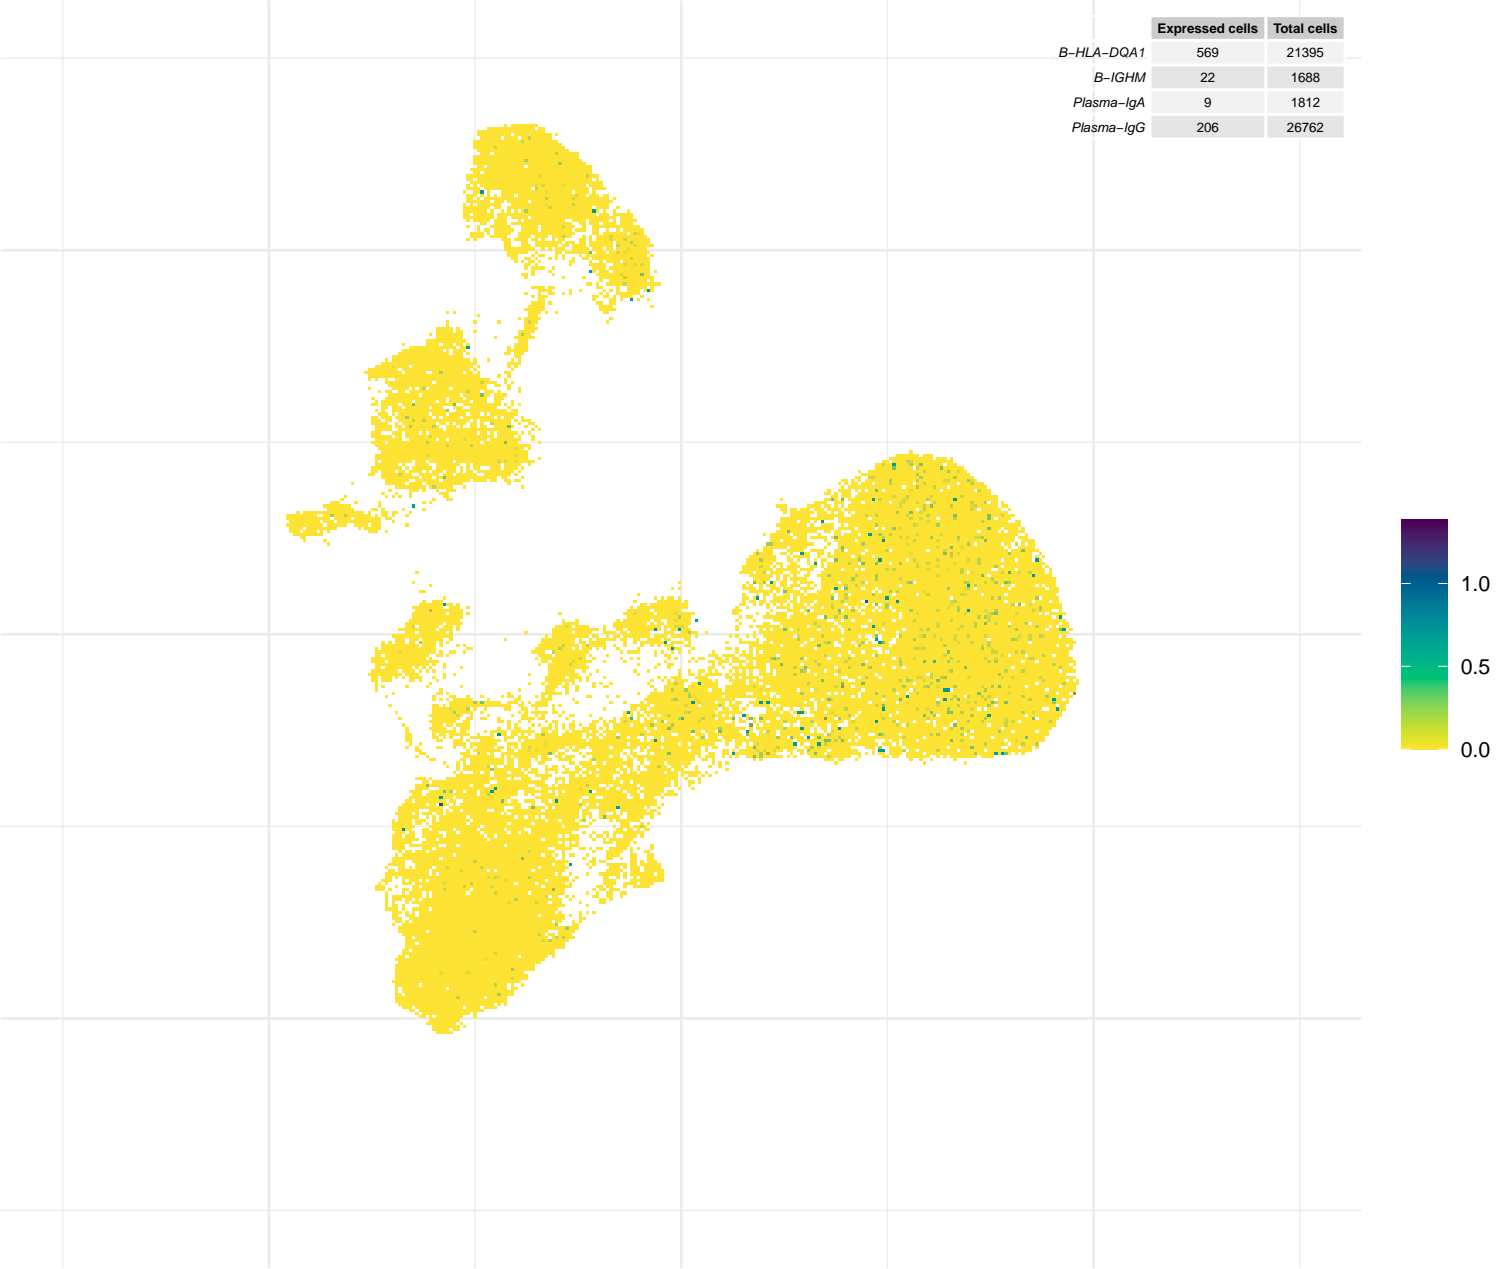 Expressed cells Total cells
B−HLA−DQA1 569 21395
B−IGHM 22 1688
Plasma−IgA 9 1812
Plasma−IgG 206 26762
1.0
0.5
0.0